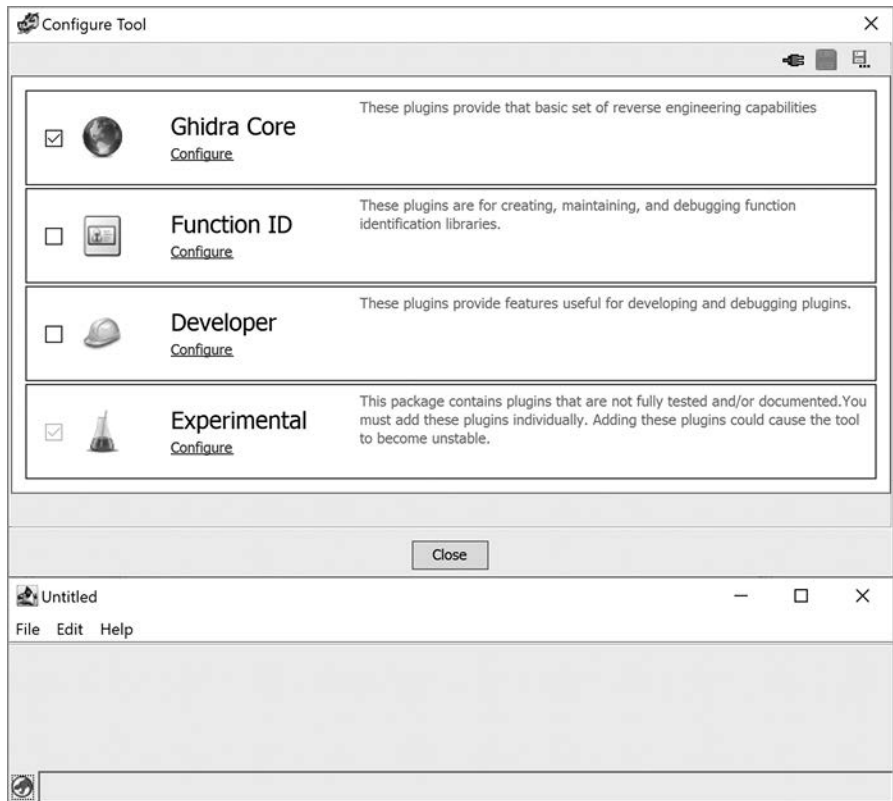 Configure Tool
Ghidra Core
Configure
These plugins provide that basic set of reverse engineering capabilities
Function ID
Configure
These plugins are for creating, maintaining, and debugging function
identification libraries.
Developer
Configure
These plugins provide features useful for developing and debugging plugins.
Experimental
Configure
This package contains plugins that are not fully tested and/or documented.You
must add these plugins individually. Adding these plugins could cause the tool
to become unstable.
Close
Untitled
File Edit Help